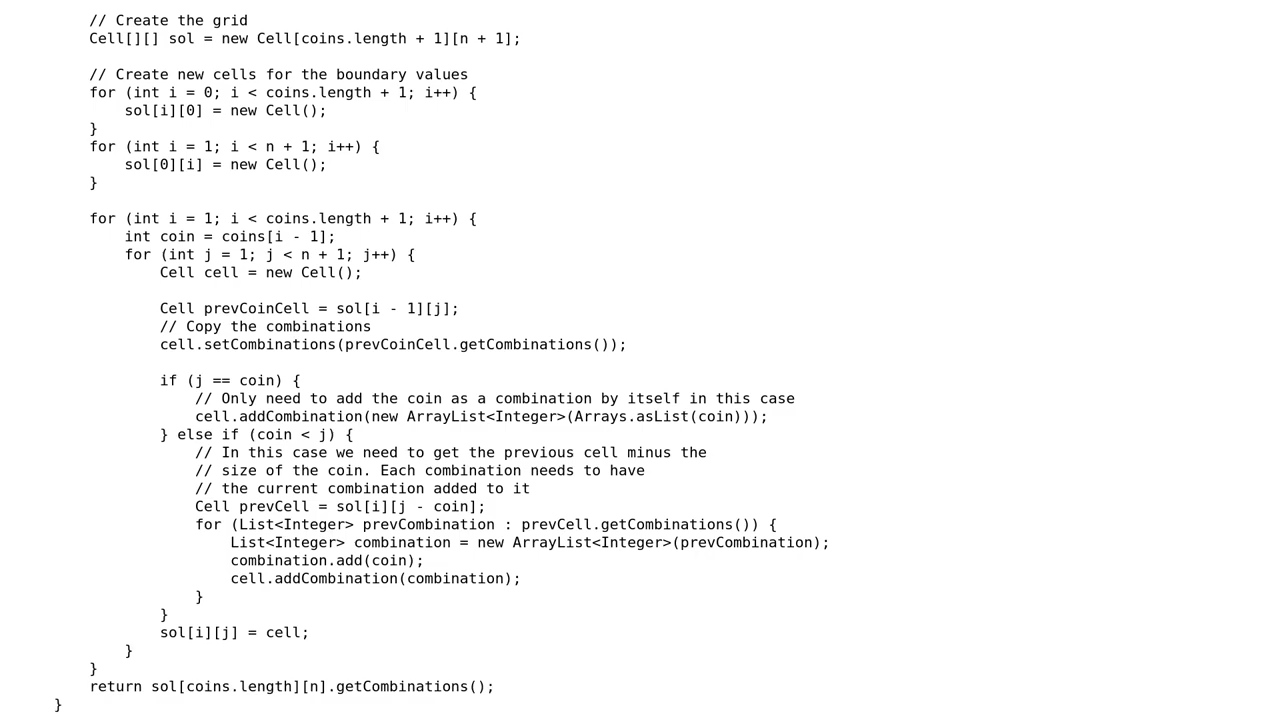 // Create the grid
Cell[][] sol = new Cell[coins.length + 1][n + 1];
// Create new cells for the boundary values
for (int i = 0; i < coins.length + 1; i++) {
sol[i][0] = new Cell();
}
for (int i = 1; i < n + 1; i++) {
sol[0][i] = new Cell();
}
for (int i = 1; i < coins.length + 1; i++) {
int coin = coins[i - 1];
for (int j = 1; j < n + 1; j++) {
Cell cell = new Cell();
Cell prevCoinCell = sol[i - 1][j];
// Copy the combinations
cell.setCombinations(prevCoinCell.getCombinations());
if (j == coin) {
// Only need to add the coin as a combination by itself in this case
cell.addCombination(new ArrayList<Integer>(Arrays.asList(coin)));
} else if (coin < j) {
// In this case we need to get the previous cell minus the
// size of the coin. Each combination needs to have
// the current combination added to it
Cell prevCell = sol[i][j - coin];
for (List<Integer> prevCombination : prevCell.getCombinations()) {
List<Integer> combination = new ArrayList<Integer>(prevCombination);
combination.add(coin);
cell.addCombination(combination);
}
}
sol[i][j] = cell;
}
}
return sol[coins.length][n].getCombinations();
}